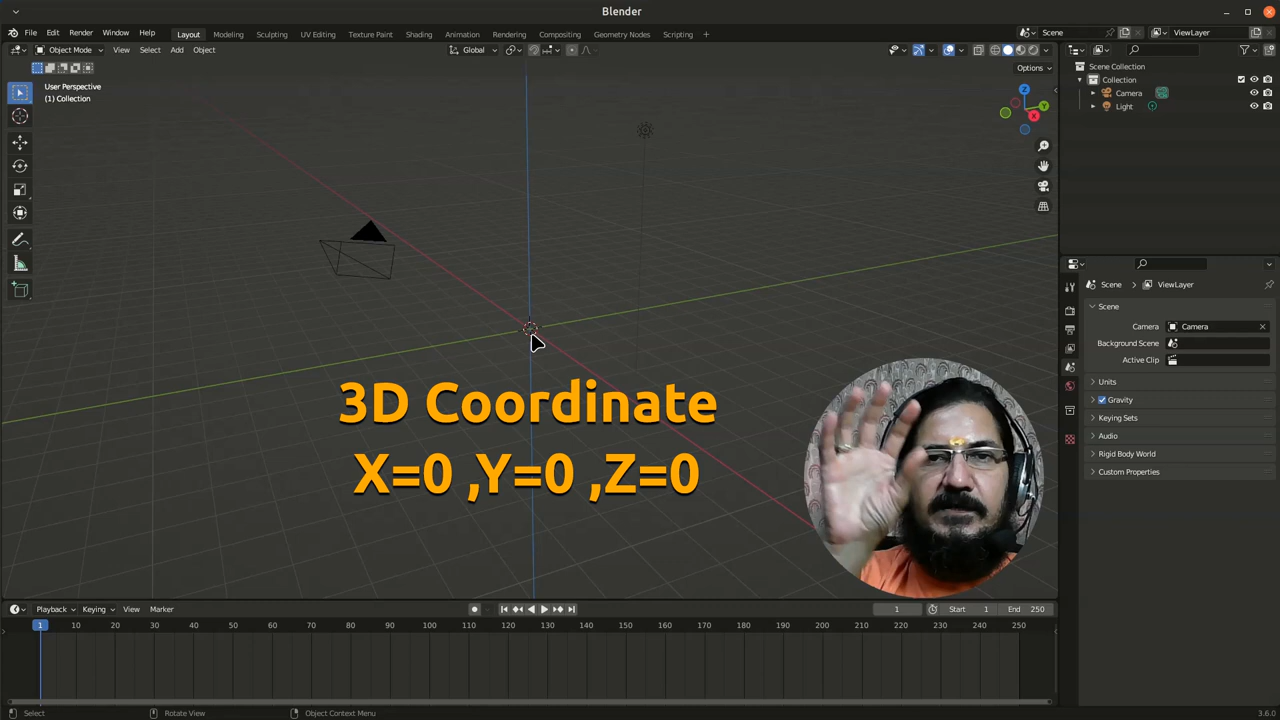 Blender
File Edit Render Window Help Layout Modeling Sculpting UV Editing Texture Paint Shading Animation Rendering Compositing Geometry Nodes Scripting + Scene ViewLayer
Object Mode View Select Add Object Global
Options
User Perspective
(1) Collection
Z
Y
X
Scene Collection
Collection
Camera
Light
Scene ViewLayer
Scene
Camera Camera
Background Scene
Active Clip
Units
Gravity
Keying Sets
Audio
Rigid Body World
Custom Properties
3D Coordinate
X=0 ,Y=0 ,Z=0
Playback Keying View Marker 1 Start 1 End 250
1 10 20 30 40 50 60 70 80 90 100 110 120 130 140 150 160 170 180 190 200 210 220 230 240 250
Select Rotate View Object Context Menu 3.6.0